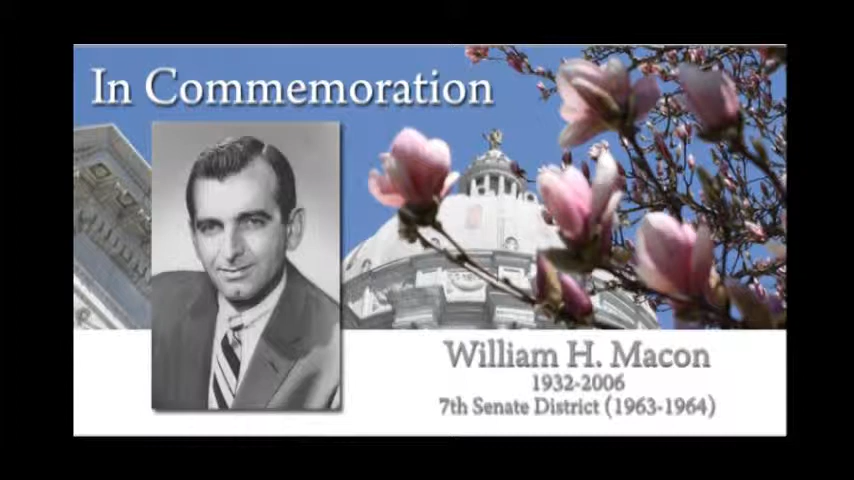 In Commemoration
William H. Macon
1932-2006
7th Senate District (1963-1964)